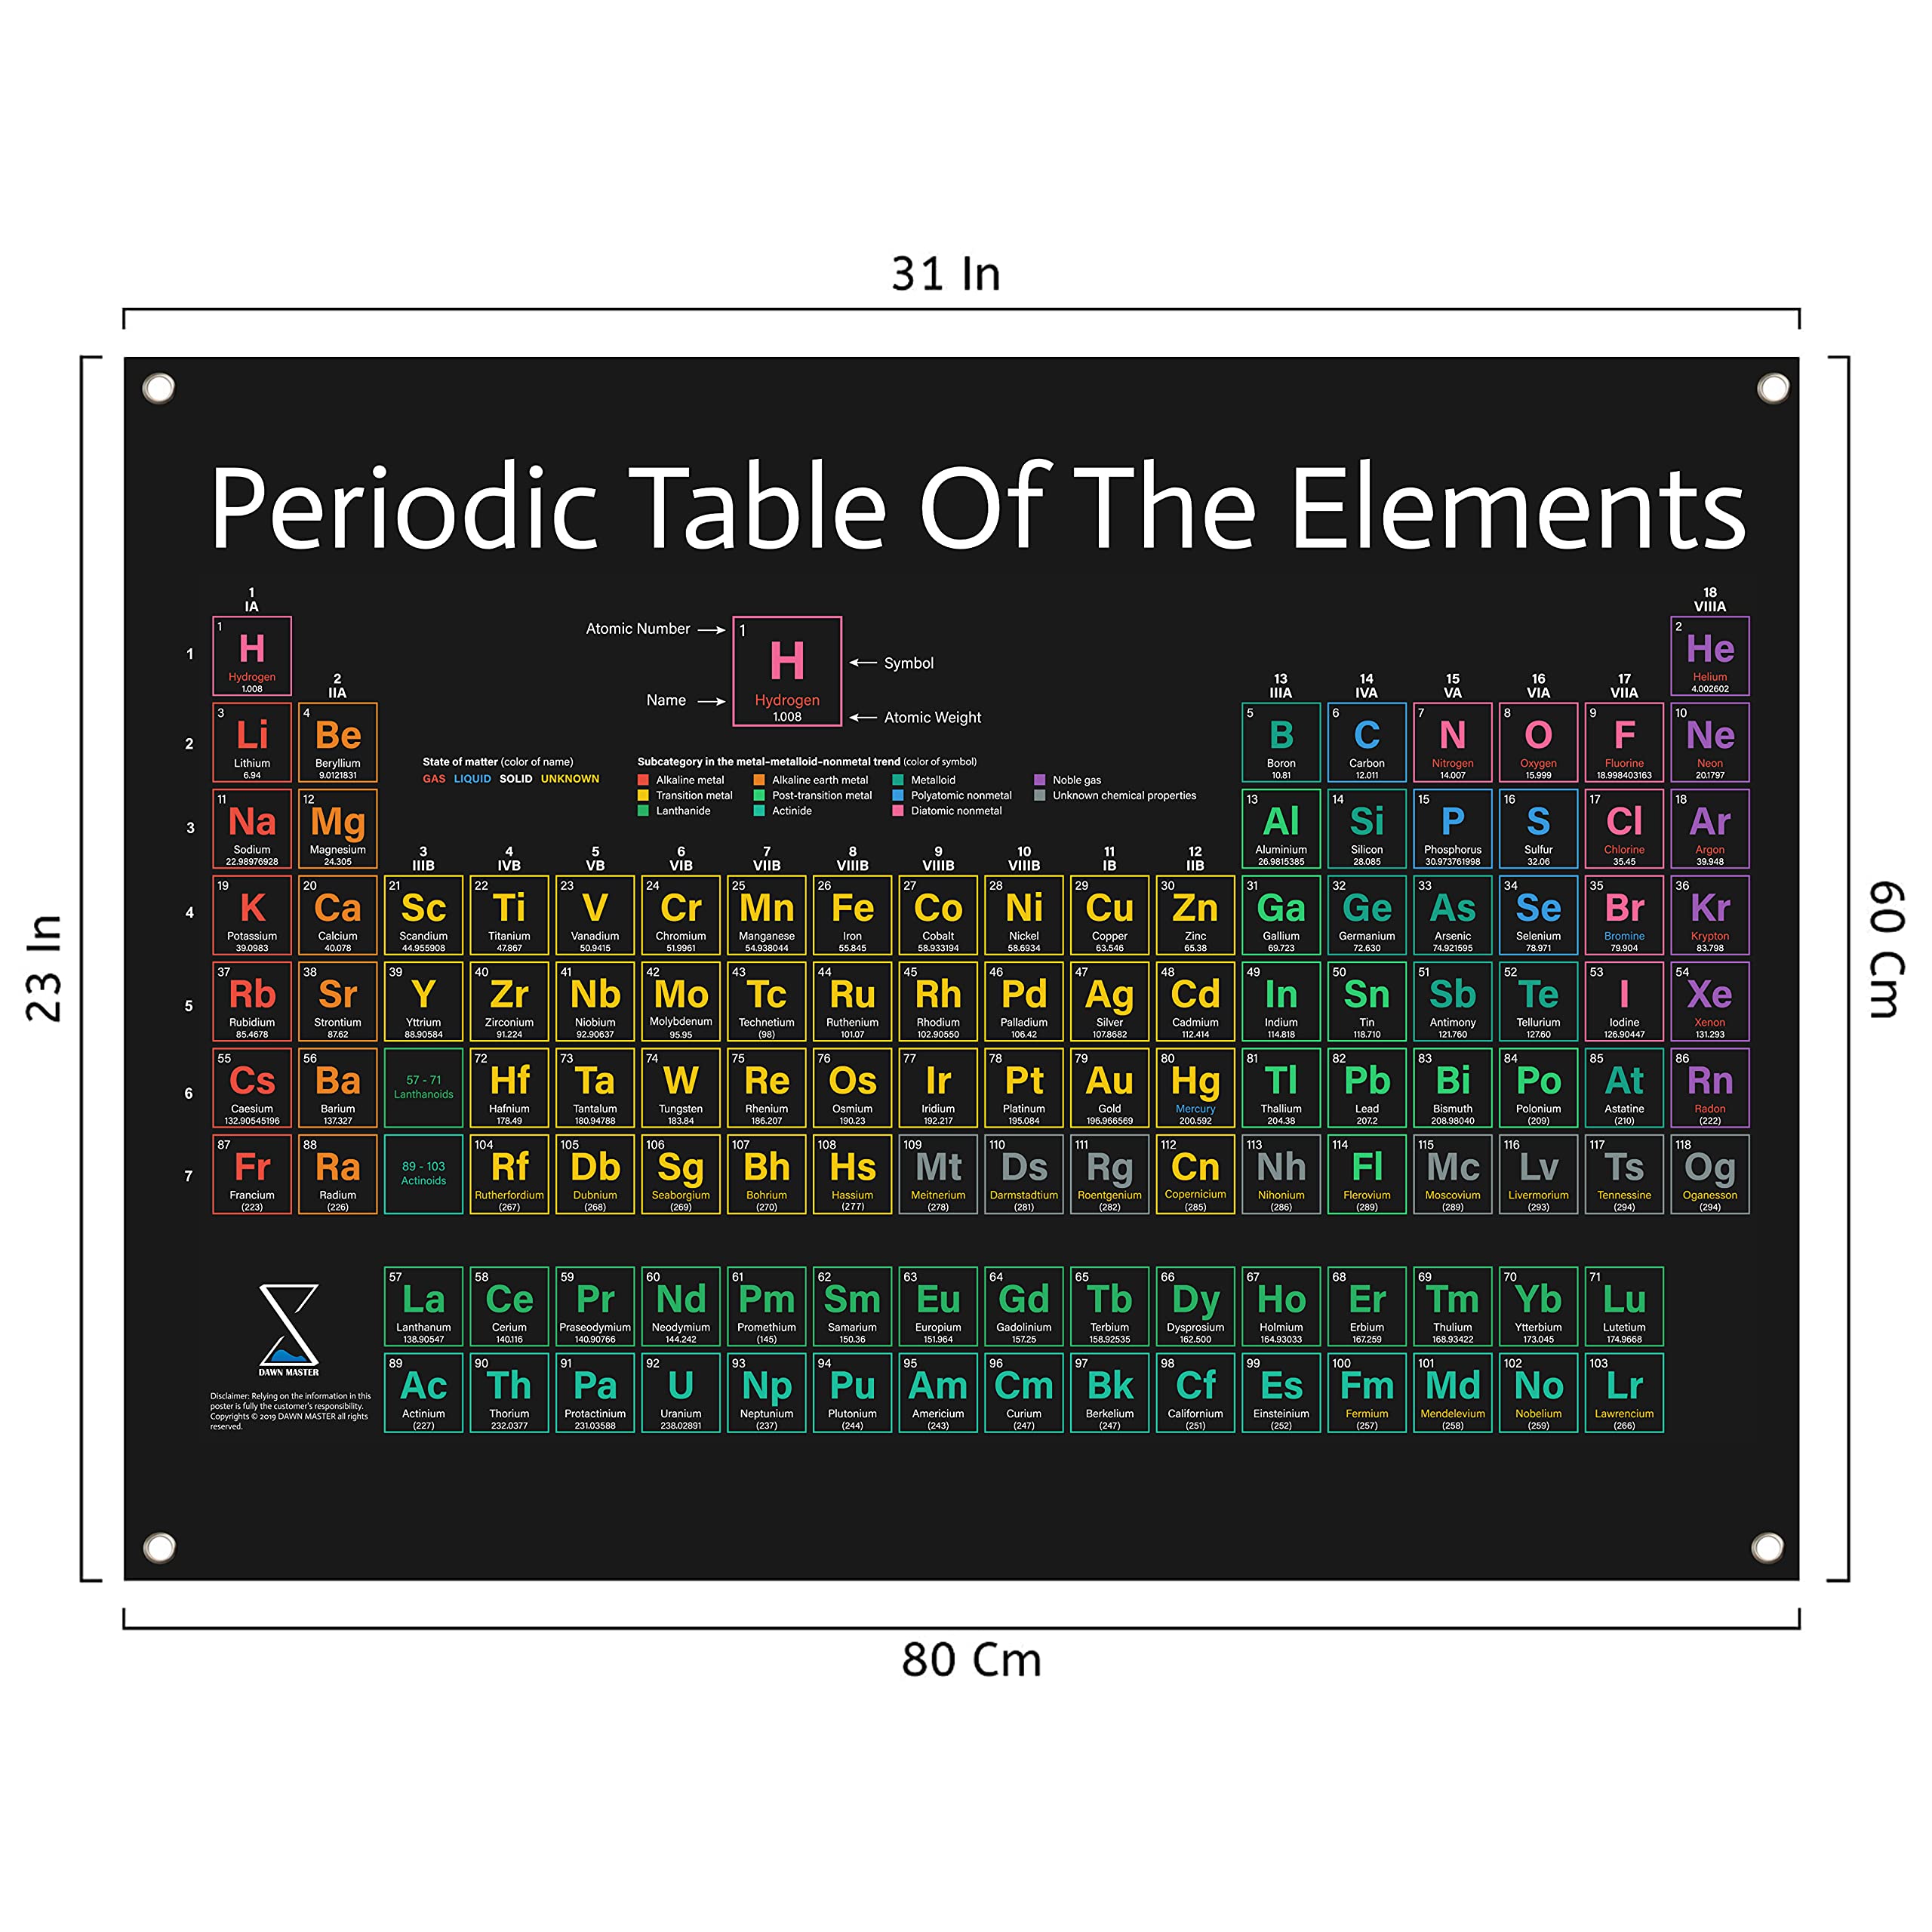 31 In
23 In
60 Cm
80 Cm
Periodic Table Of The Elements
1
IA
18
VIIIA
1
1 H Hydrogen 1.008
2 He Helium 4.002602
Atomic Number
1
H
Hydrogen
1.008
Symbol
Name
Atomic Weight
2
IIA
13
IIIA
14
IVA
15
VA
16
VIA
17
VIIA
2
3 Li Lithium 6.94
4 Be Beryllium 9.0121831
5 B Boron 10.81
6 C Carbon 12.011
7 N Nitrogen 14.007
8 O Oxygen 15.999
9 F Fluorine 18.998403163
10 Ne Neon 20.1797
State of matter (color of name)
GAS LIQUID SOLID UNKNOWN
Subcategory in the metal-metalloid-nonmetal trend (color of symbol)
Alkaline metal Alkaline earth metal Metalloid Noble gas
Transition metal Post-transition metal Polyatomic nonmetal Unknown chemical properties
Lanthanide Actinide Diatomic nonmetal
3
11 Na Sodium 22.98976928
12 Mg Magnesium 24.305
13 Al Aluminium 26.9815385
14 Si Silicon 28.085
15 P Phosphorus 30.973761998
16 S Sulfur 32.06
17 Cl Chlorine 35.45
18 Ar Argon 39.948
3
IIIB
4
IVB
5
VB
6
VIB
7
VIIB
8
VIIIB
9
VIIIB
10
VIIIB
11
IB
12
IIB
4
19 K Potassium 39.0983
20 Ca Calcium 40.078
21 Sc Scandium 44.955908
22 Ti Titanium 47.867
23 V Vanadium 50.9415
24 Cr Chromium 51.9961
25 Mn Manganese 54.938044
26 Fe Iron 55.845
27 Co Cobalt 58.933194
28 Ni Nickel 58.6934
29 Cu Copper 63.546
30 Zn Zinc 65.38
31 Ga Gallium 69.723
32 Ge Germanium 72.630
33 As Arsenic 74.921595
34 Se Selenium 78.971
35 Br Bromine 79.904
36 Kr Krypton 83.798
5
37 Rb Rubidium 85.4678
38 Sr Strontium 87.62
39 Y Yttrium 88.90584
40 Zr Zirconium 91.224
41 Nb Niobium 92.90637
42 Mo Molybdenum 95.95
43 Tc Technetium (98)
44 Ru Ruthenium 101.07
45 Rh Rhodium 102.90550
46 Pd Palladium 106.42
47 Ag Silver 107.8682
48 Cd Cadmium 112.414
49 In Indium 114.818
50 Sn Tin 118.710
51 Sb Antimony 121.760
52 Te Tellurium 127.60
53 I Iodine 126.90447
54 Xe Xenon 131.293
6
55 Cs Caesium 132.90545196
56 Ba Barium 137.327
57 - 71
Lanthanoids
72 Hf Hafnium 178.49
73 Ta Tantalum 180.94788
74 W Tungsten 183.84
75 Re Rhenium 186.207
76 Os Osmium 190.23
77 Ir Iridium 192.217
78 Pt Platinum 195.084
79 Au Gold 196.966569
80 Hg Mercury 200.592
81 Tl Thallium 204.38
82 Pb Lead 207.2
83 Bi Bismuth 208.98040
84 Po Polonium (209)
85 At Astatine (210)
86 Rn Radon (222)
7
87 Fr Francium (223)
88 Ra Radium (226)
89 - 103
Actinoids
104 Rf Rutherfordium (267)
105 Db Dubnium (268)
106 Sg Seaborgium (269)
107 Bh Bohrium (270)
108 Hs Hassium (277)
109 Mt Meitnerium (278)
110 Ds Darmstadtium (281)
111 Rg Roentgenium (282)
112 Cn Copernicium (285)
113 Nh Nihonium (286)
114 Fl Flerovium (289)
115 Mc Moscovium (289)
116 Lv Livermorium (293)
117 Ts Tennessine (294)
118 Og Oganesson (294)
57 La Lanthanum 138.90547
58 Ce Cerium 140.116
59 Pr Praseodymium 140.90766
60 Nd Neodymium 144.242
61 Pm Promethium (145)
62 Sm Samarium 150.36
63 Eu Europium 151.964
64 Gd Gadolinium 157.25
65 Tb Terbium 158.92535
66 Dy Dysprosium 162.500
67 Ho Holmium 164.93033
68 Er Erbium 167.259
69 Tm Thulium 168.93422
70 Yb Ytterbium 173.045
71 Lu Lutetium 174.9668
89 Ac Actinium (227)
90 Th Thorium 232.0377
91 Pa Protactinium 231.03588
92 U Uranium 238.02891
93 Np Neptunium (237)
94 Pu Plutonium (244)
95 Am Americium (243)
96 Cm Curium (247)
97 Bk Berkelium (247)
98 Cf Californium (251)
99 Es Einsteinium (252)
100 Fm Fermium (257)
101 Md Mendelevium (258)
102 No Nobelium (259)
103 Lr Lawrencium (266)
DAWN MASTER
Disclaimer: Relying on the information in this
poster is fully the customer's responsibility.
Copyrights © 2019 DAWN MASTER all rights
reserved.